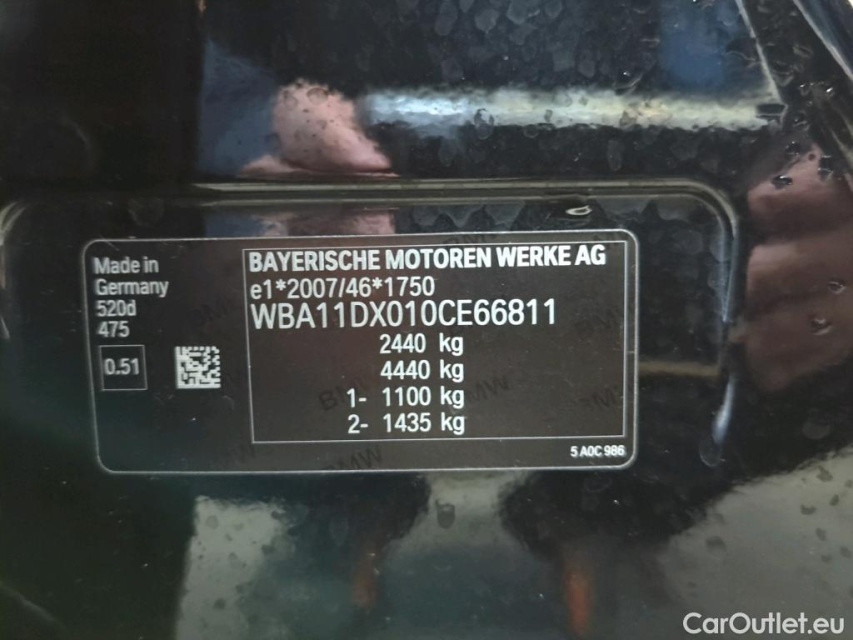 Made in
Germany
520d
475
0.51
BAYERISCHE MOTOREN WERKE AG
e1*2007/46*1750
WBA11DX010CE66811
2440 kg
4440 kg
1- 1100 kg
2- 1435 kg
5 A0C 986
CarOutlet.eu